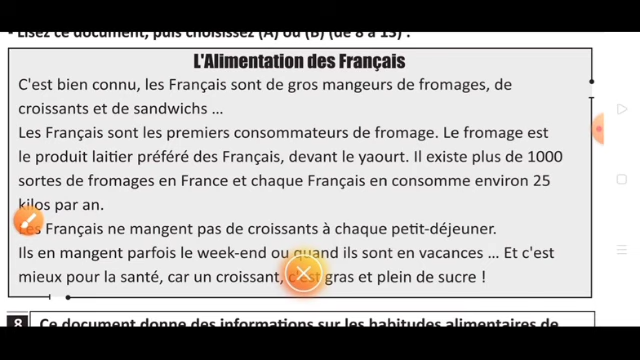 - Lisez ce document, puis choisissez (A) ou (B) (de 8 à 13) :
L'Alimentation des Français
C'est bien connu, les Français sont de gros mangeurs de fromages, de
croissants et de sandwichs ...
Les Français sont les premiers consommateurs de fromage. Le fromage est
le produit laitier préféré des Français, devant le yaourt. Il existe plus de 1000
sortes de fromages en France et chaque Français en consomme environ 25
kilos par an.
Les Français ne mangent pas de croissants à chaque petit-déjeuner.
Ils en mangent parfois le week-end ou quand ils sont en vacances ... Et c'est
mieux pour la santé, car un croissant, c'est gras et plein de sucre !
8 Ce document donne des informations sur les habitudes alimentaires de